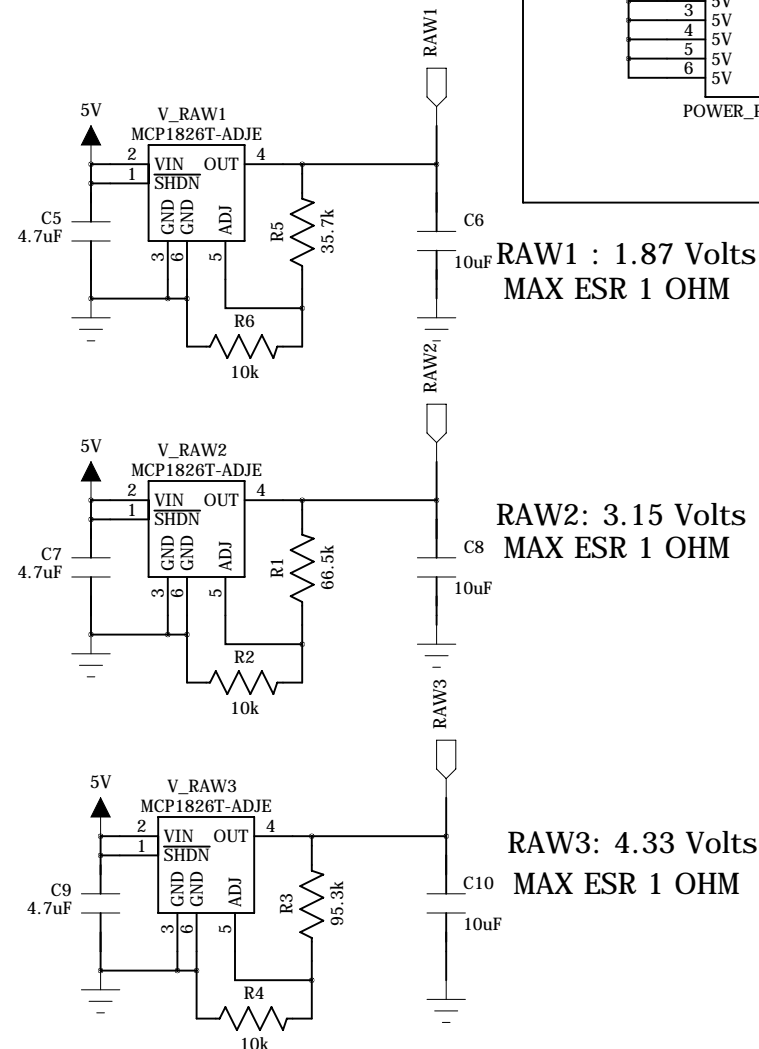 RAW1
3
5V
4
5V
5
5V
6
5V
5V
V_RAW1
MCP1826T-ADJE
2
VIN
OUT
4
1
SHDN
GND
GND
ADJ
3
6
5
C5
4.7uF
R5
35.7k
R6
10k
C6
10uF
RAW1 : 1.87 Volts
MAX ESR 1 OHM
RAW2
5V
V_RAW2
MCP1826T-ADJE
2
VIN
OUT
4
1
SHDN
GND
GND
ADJ
3
6
5
C7
4.7uF
R1
66.5k
R2
10k
C8
10uF
RAW2: 3.15 Volts
MAX ESR 1 OHM
RAW3
5V
V_RAW3
MCP1826T-ADJE
2
VIN
OUT
4
1
SHDN
GND
GND
ADJ
3
6
5
C9
4.7uF
R3
95.3k
R4
10k
C10
10uF
RAW3: 4.33 Volts
MAX ESR 1 OHM